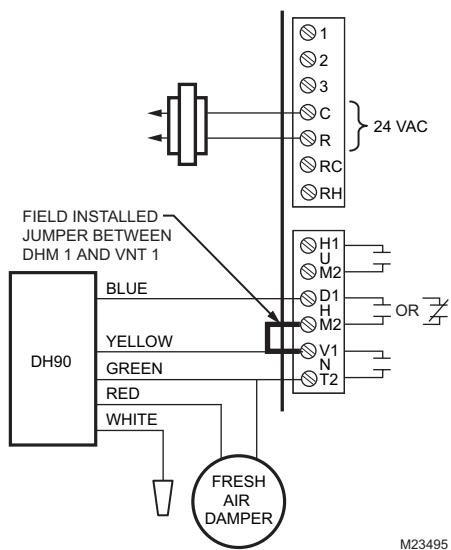 1
2
3
C
R
24 VAC
RC
RH
FIELD INSTALLED
JUMPER BETWEEN
DHM 1 AND VNT 1
H1
U
M2
D1
H
M2
OR
V1
N
T2
BLUE
YELLOW
GREEN
RED
WHITE
DH90
FRESH
AIR
DAMPER
M23495